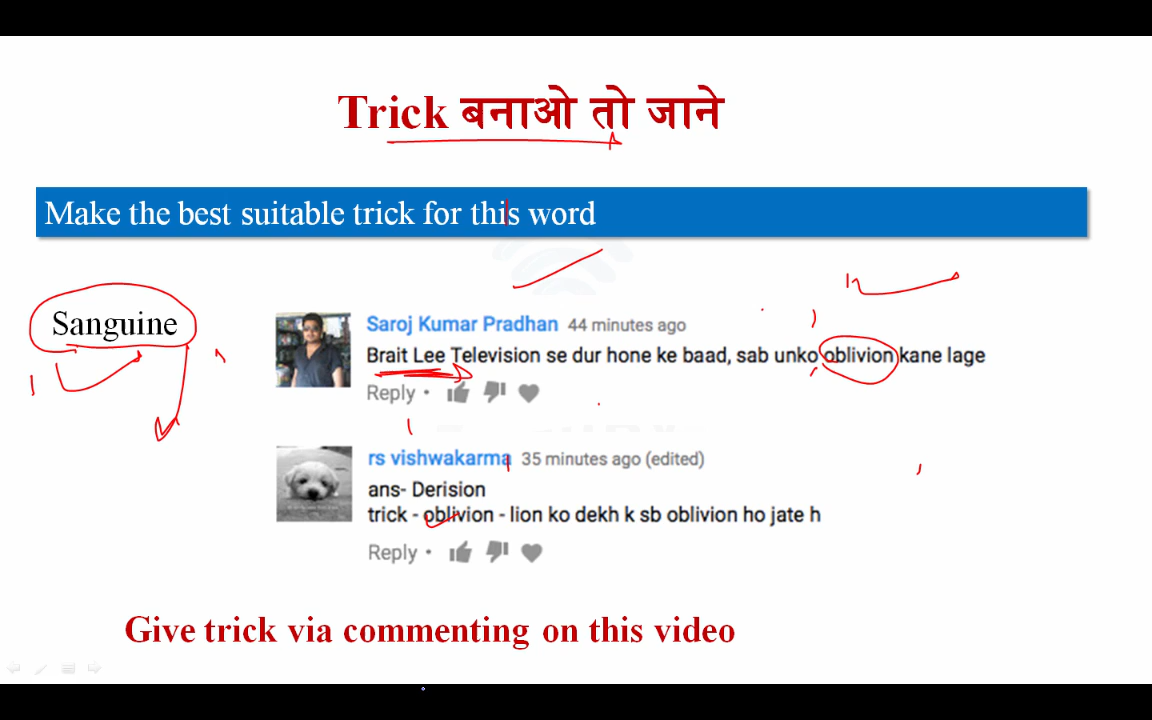 Trick बनाओ तो जाने
Make the best suitable trick for this word
Sanguine
Saroj Kumar Pradhan 44 minutes ago
Brait Lee Television se dur hone ke baad, sab unko oblivion kane lage
Reply •
rs vishwakarma 35 minutes ago (edited)
ans- Derision
trick - oblivion - lion ko dekh k sb oblivion ho jate h
Reply •
Give trick via commenting on this video